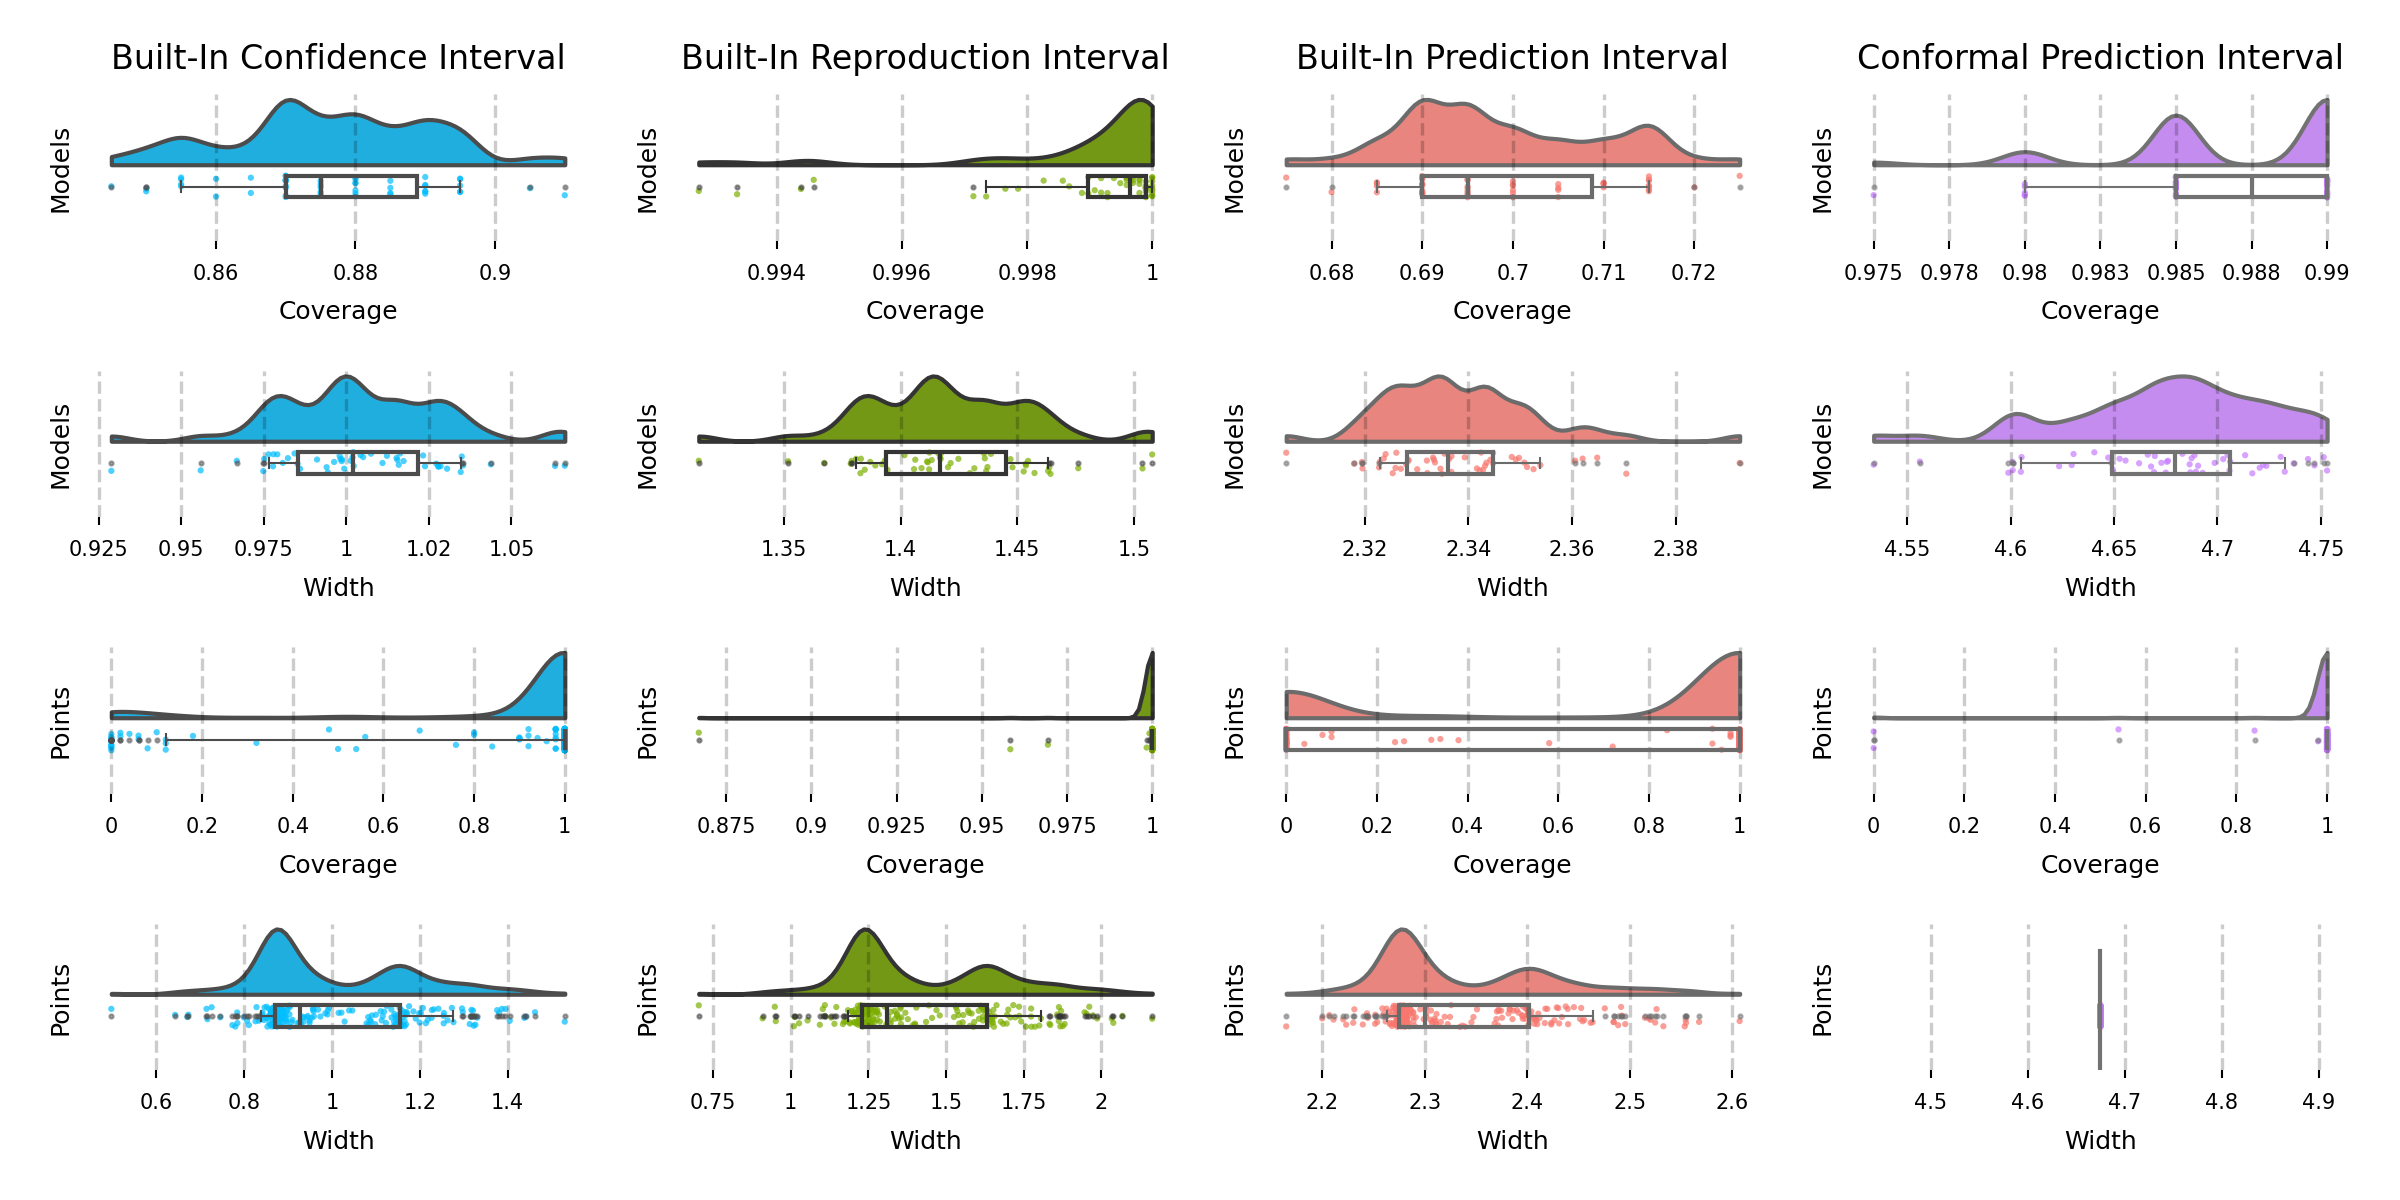 Built-In Confidence Interval
Built-In Reproduction Interval
Built-In Prediction Interval
Conformal Prediction Interval
Models
0.86 0.88 0.9
Coverage
Models
0.994 0.996 0.998 1
Coverage
Models
0.68 0.69 0.7 0.71 0.72
Coverage
Models
0.975 0.978 0.98 0.983 0.985 0.988 0.99
Coverage
Models
0.925 0.95 0.975 1 1.02 1.05
Width
Models
1.35 1.4 1.45 1.5
Width
Models
2.32 2.34 2.36 2.38
Width
Models
4.55 4.6 4.65 4.7 4.75
Width
Points
0 0.2 0.4 0.6 0.8 1
Coverage
Points
0.875 0.9 0.925 0.95 0.975 1
Coverage
Points
0 0.2 0.4 0.6 0.8 1
Coverage
Points
0 0.2 0.4 0.6 0.8 1
Coverage
Points
0.6 0.8 1 1.2 1.4
Width
Points
0.75 1 1.25 1.5 1.75 2
Width
Points
2.2 2.3 2.4 2.5 2.6
Width
Points
4.5 4.6 4.7 4.8 4.9
Width